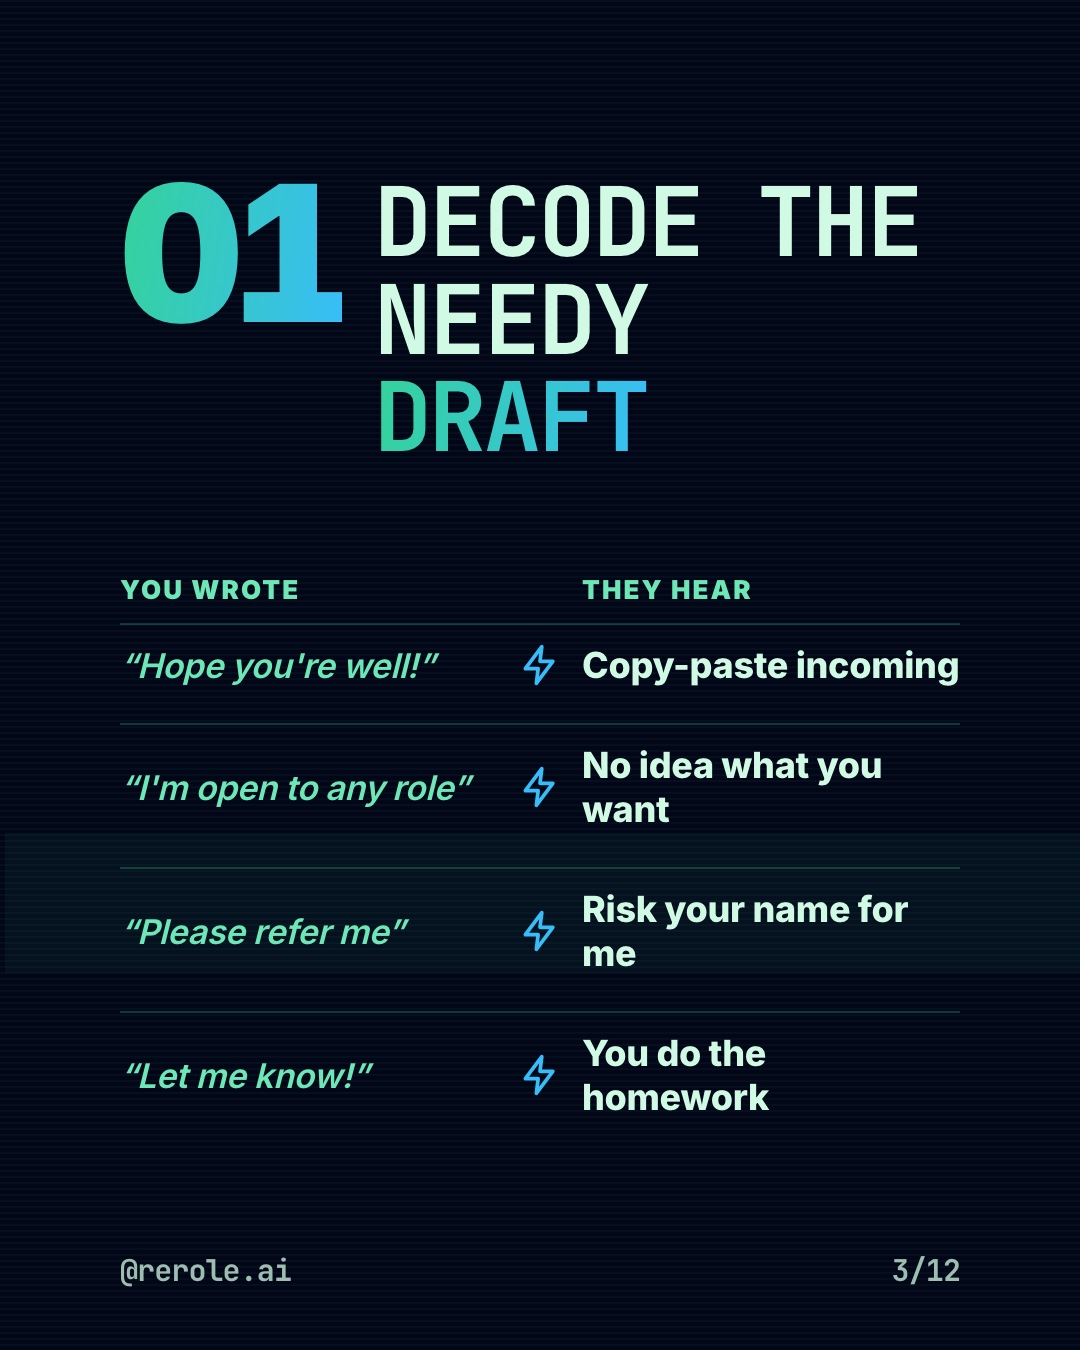 01 DECODE THE
NEEDY
DRAFT
YOU WROTE THEY HEAR
“Hope you're well!” Copy-paste incoming
“I'm open to any role” No idea what you
want
“Please refer me” Risk your name for
me
“Let me know!” You do the
homework
@rerole.ai 3/12